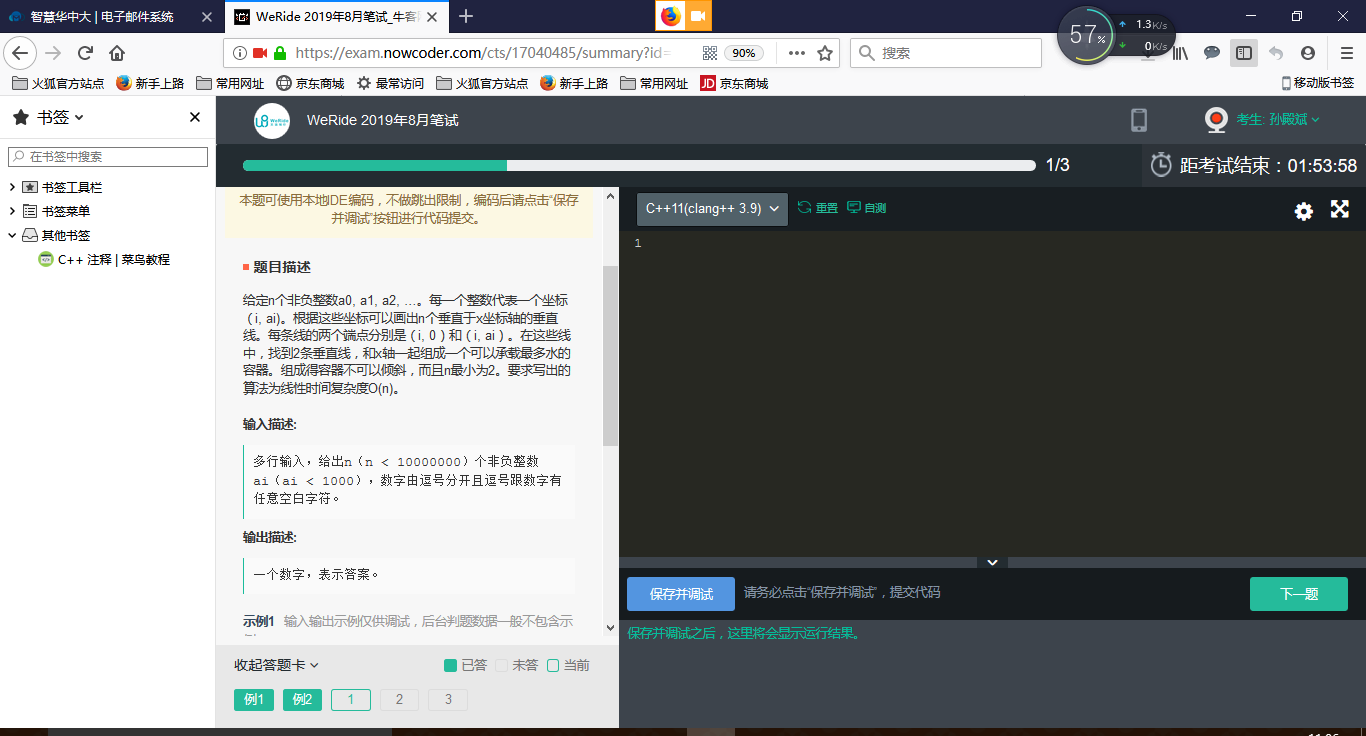 智慧华中大 | 电子邮件系统
WeRide 2019年8月笔试_牛客
57%
1.3K/s
0K/s
https://exam.nowcoder.com/cts/17040485/summary?id=
90%
搜索
火狐官方站点
新手上路
常用网址
京东商城
最常访问
火狐官方站点
新手上路
常用网址
JD 京东商城
移动版书签
书签
WeRide
WeRide 2019年8月笔试
考生: 孙殿斌
在书签中搜索
1/3
距考试结束：01:53:58
书签工具栏
书签菜单
其他书签
C++ 注释 | 菜鸟教程
本题可使用本地IDE编码，不做跳出限制，编码后请点击“保存
并调试”按钮进行代码提交。
题目描述
给定n个非负整数a0, a1, a2, …。每一个整数代表一个坐标
（i, ai)。根据这些坐标可以画出n个垂直于x坐标轴的垂直
线。每条线的两个端点分别是（i, 0）和（i, ai）。在这些线
中，找到2条垂直线，和x轴一起组成一个可以承载最多水的
容器。组成得容器不可以倾斜，而且n最小为2。要求写出的
算法为线性时间复杂度O(n)。
输入描述:
多行输入，给出n（n < 10000000）个非负整数
ai（ai < 1000），数字由逗号分开且逗号跟数字有
任意空白字符。
输出描述:
一个数字，表示答案。
示例1 输入输出示例仅供调试，后台判题数据一般不包含示
收起答题卡
已答
未答
当前
例1
例2
1
2
3
C++11(clang++ 3.9)
重置
自测
1
保存并调试
请务必点击“保存并调试”，提交代码
下一题
保存并调试之后，这里将会显示运行结果。